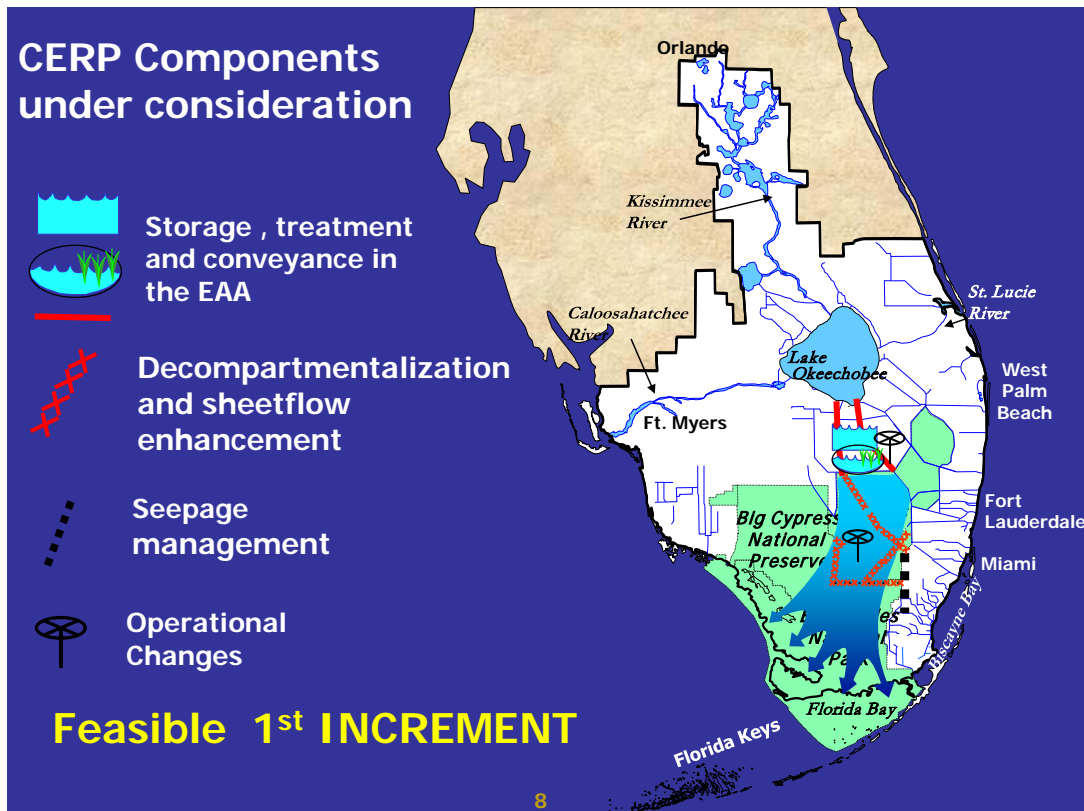 CERP Components
under consideration
Storage , treatment
and conveyance in
the EAA
Decompartmentalization
and sheetflow
enhancement
Seepage
management
Operational
Changes
Feasible 1st INCREMENT
Orlando
Kissimmee
River
St. Lucie
River
Caloosahatchee
River
Lake
Okeechobee
West
Palm
Beach
Ft. Myers
Fort
Lauderdale
Big Cypress
National
Preserve
Miami
Biscayne Bay
Park
Florida Bay
Florida Keys
8